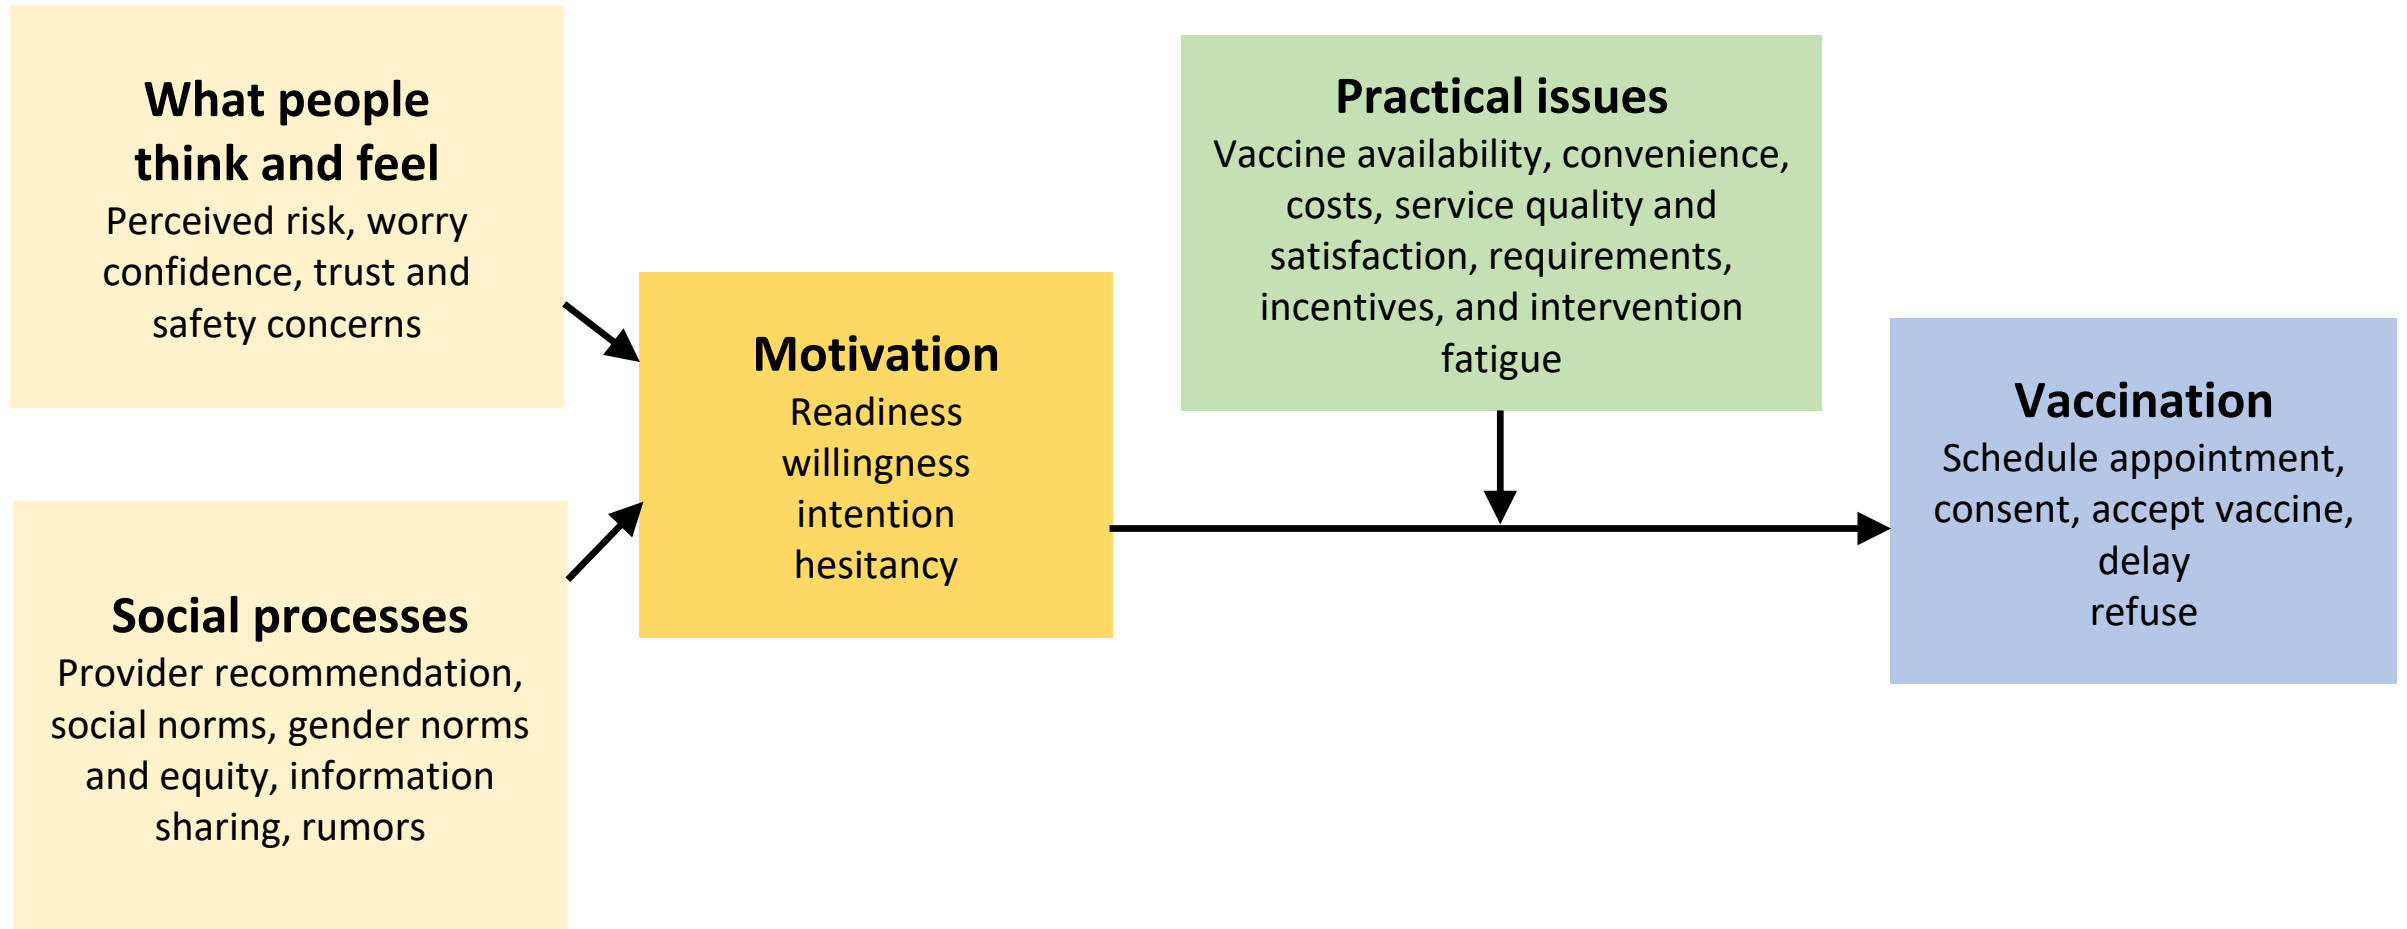 What people
think and feel
Perceived risk, worry
confidence, trust and
safety concerns
Social processes
Provider recommendation,
social norms, gender norms
and equity, information
sharing, rumors
Motivation
Readiness
willingness
intention
hesitancy
Practical issues
Vaccine availability, convenience,
costs, service quality and
satisfaction, requirements,
incentives, and intervention
fatigue
Vaccination
Schedule appointment,
consent, accept vaccine,
delay
refuse